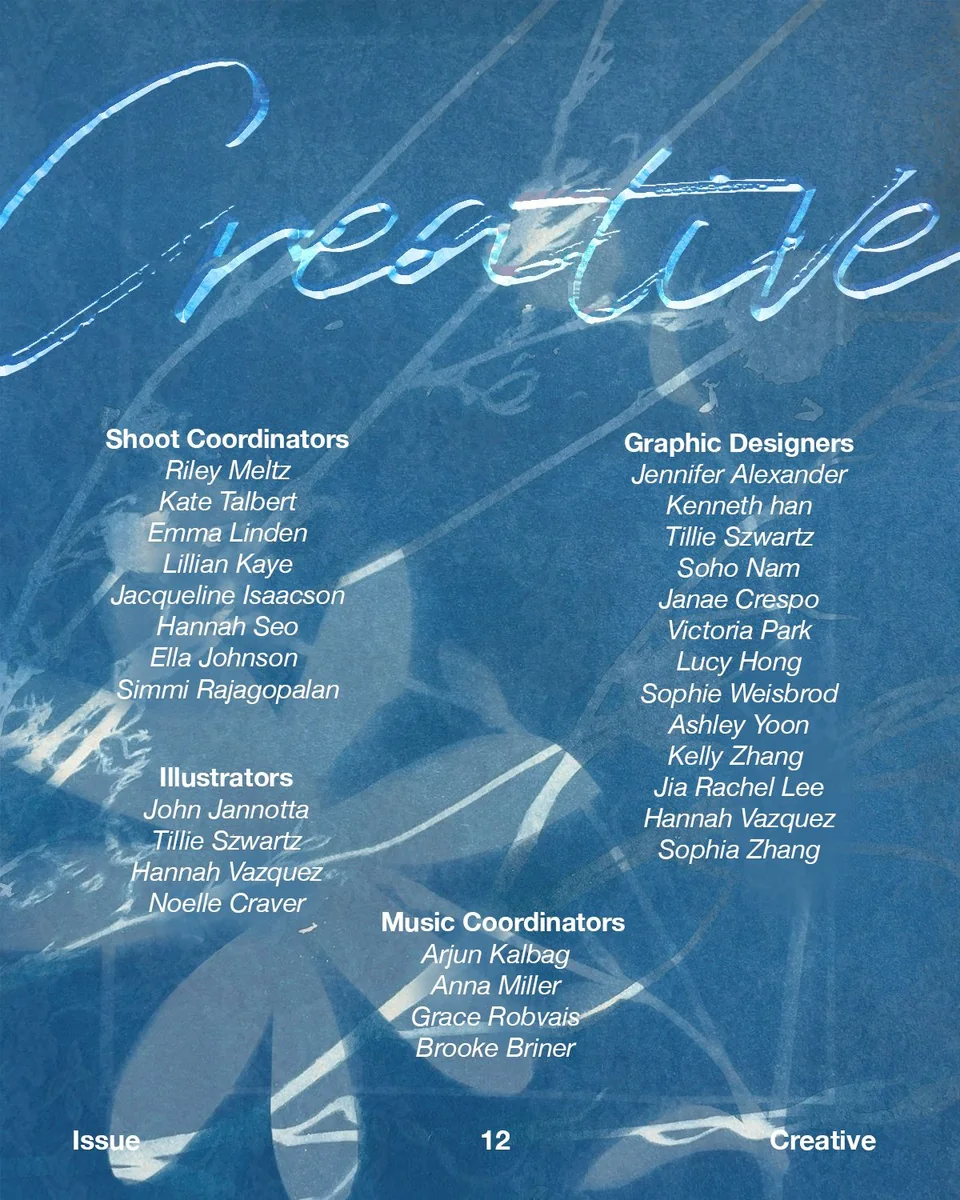 Creative
Shoot Coordinators
Riley Meltz
Kate Talbert
Emma Linden
Lillian Kaye
Jacqueline Isaacson
Hannah Seo
Ella Johnson
Simmi Rajagopalan
Illustrators
John Jannotta
Tillie Szwartz
Hannah Vazquez
Noelle Craver
Graphic Designers
Jennifer Alexander
Kenneth han
Tillie Szwartz
Soho Nam
Janae Crespo
Victoria Park
Lucy Hong
Sophie Weisbrod
Ashley Yoon
Kelly Zhang
Jia Rachel Lee
Hannah Vazquez
Sophia Zhang
Music Coordinators
Arjun Kalbag
Anna Miller
Grace Robvais
Brooke Briner
Issue 12 Creative